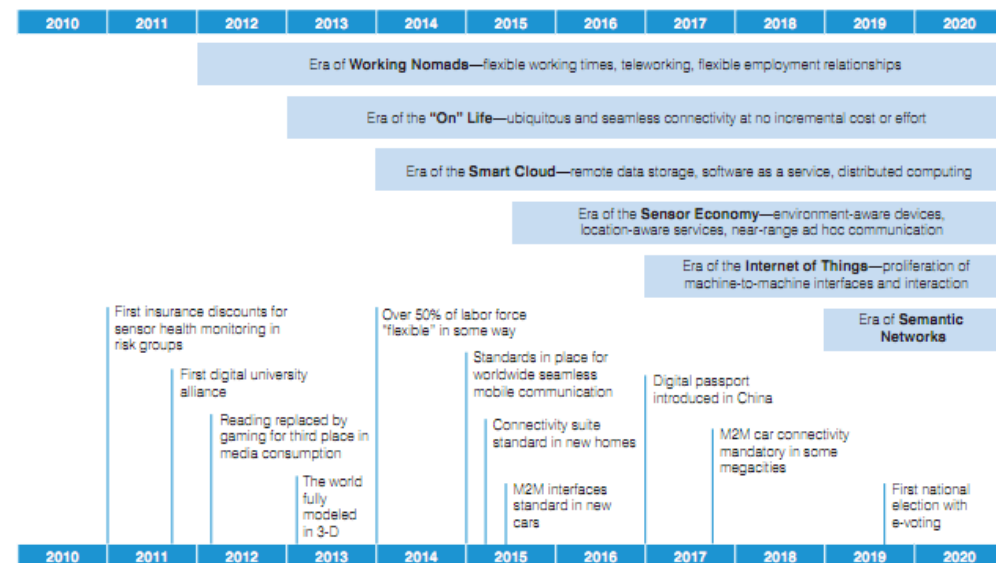 2010 2011 2012 2013 2014 2015 2016 2017 2018 2019 2020
Era of Working Nomads—flexible working times, teleworking, flexible employment relationships
Era of the “On” Life—ubiquitous and seamless connectivity at no incremental cost or effort
Era of the Smart Cloud—remote data storage, software as a service, distributed computing
Era of the Sensor Economy—environment-aware devices,
location-aware services, near-range ad hoc communication
Era of the Internet of Things—proliferation of
machine-to-machine interfaces and interaction
Era of Semantic
Networks
First insurance discounts for
sensor health monitoring in
risk groups
First digital university
alliance
Reading replaced by
gaming for third place in
media consumption
The world
fully
modeled
in 3-D
Over 50% of labor force
“flexible” in some way
Standards in place for
worldwide seamless
mobile communication
Connectivity suite
standard in new homes
M2M interfaces
standard in new
cars
Digital passport
introduced in China
M2M car connectivity
mandatory in some
megacities
First national
election with
e-voting
2010 2011 2012 2013 2014 2015 2016 2017 2018 2019 2020